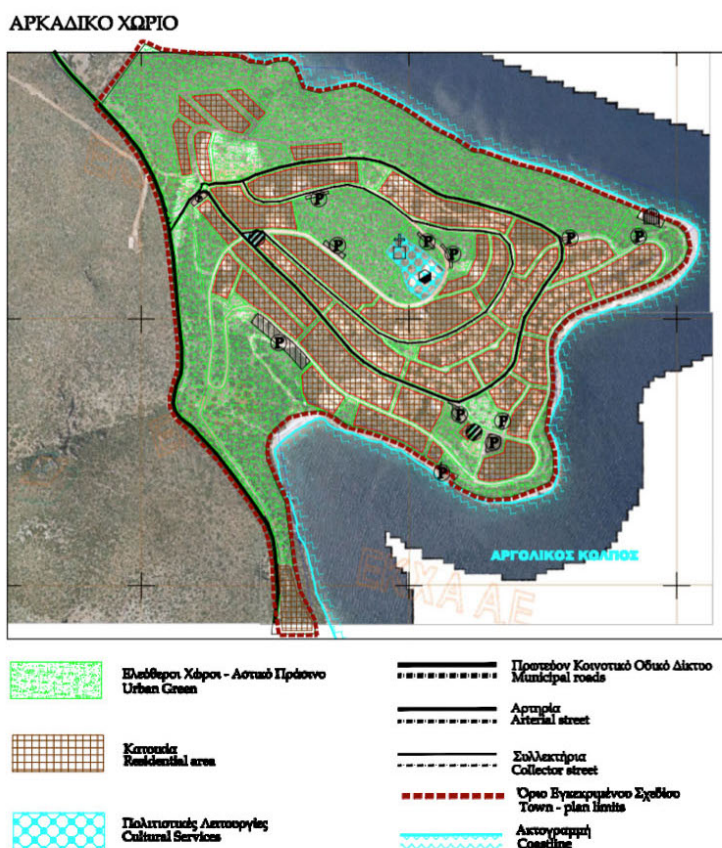 ΑΡΚΑΔΙΚΟ ΧΩΡΙΟ
P
P
P
P
P
P
P
P
P
P
P
ΑΡΓΟΛΙΚΟΣ ΚΟΛΠΟΣ
ΕΚΧΑ Α.Ε
Ελεύθεροι Χώροι - Αστικό Πράσινο
Urban Green
Κατοικία
Residential area
Πολιτιστικές Λειτουργίες
Cultural Services
Πρωτεύον Κοινοτικό Οδικό Δίκτυο
Municipal roads
Αρτηρία
Arterial street
Συλλεκτήρια
Collector street
Όριο Εγκεκριμένου Σχεδίου
Town - plan limits
Ακτογραμμή
Coastline